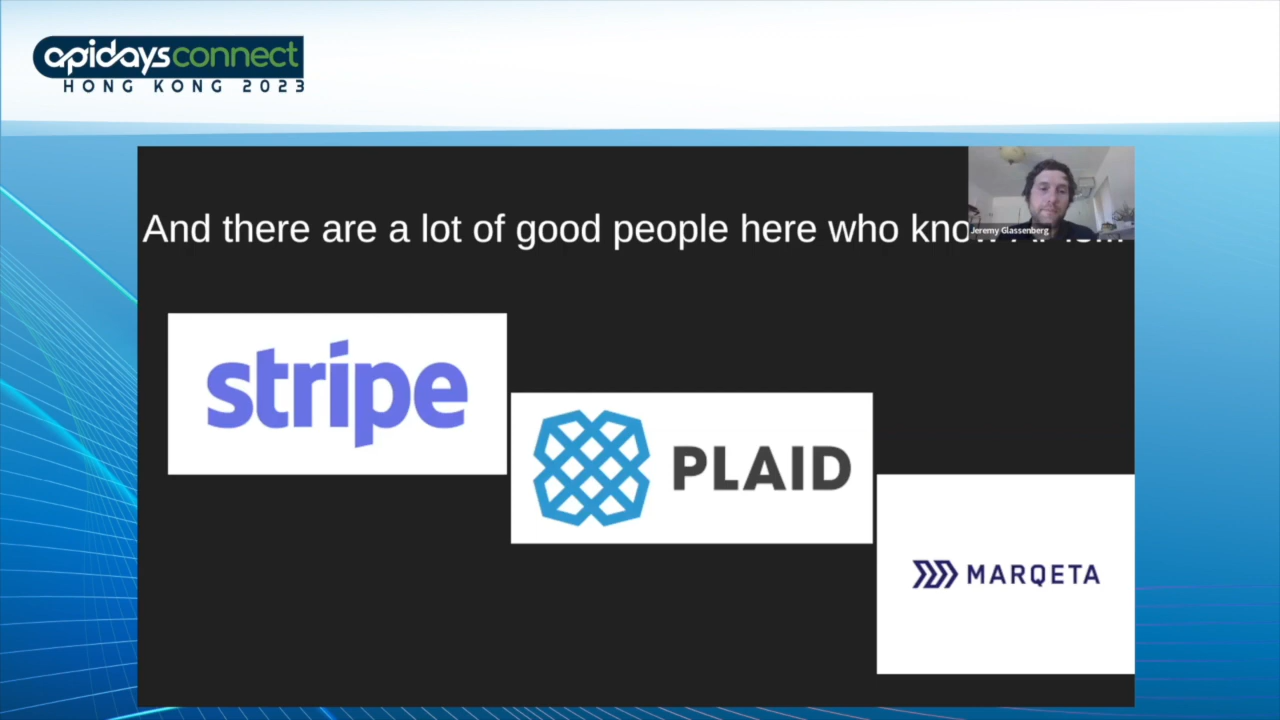 apidays connect
HONG KONG 2023
And there are a lot of good people here who know
Jeremy Glassenberg
stripe
PLAID
MARQETA